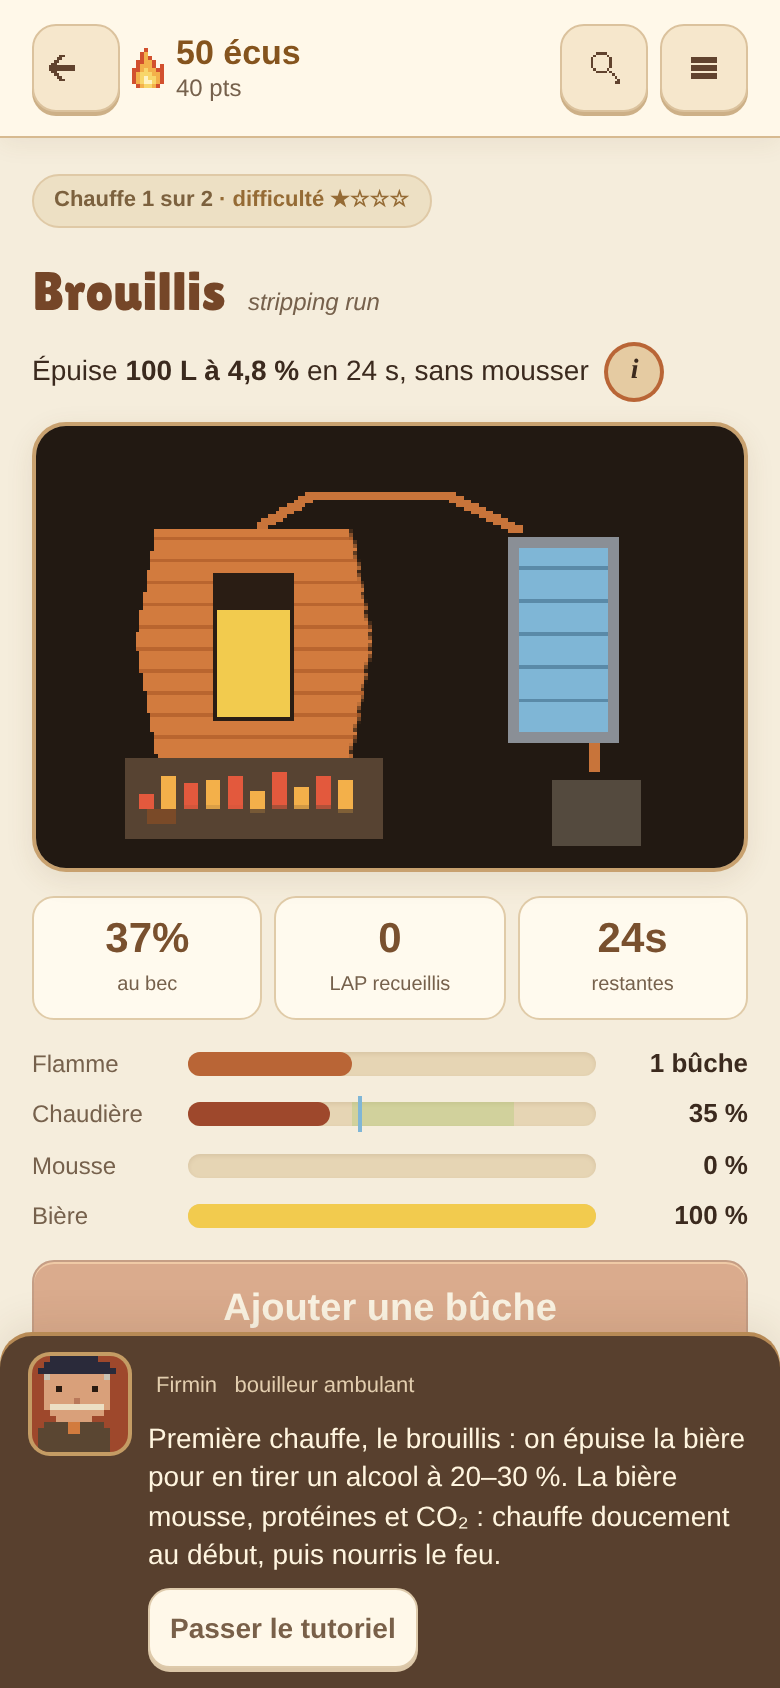 50 écus
40 pts
Chauffe 1 sur 2 · difficulté ★☆☆☆
Brouillis stripping run
Épuise 100 L à 4,8 % en 24 s, sans mousser i
37%
au bec
0
LAP recueillis
24s
restantes
Flamme 1 bûche
Chaudière 35 %
Mousse 0 %
Bière 100 %
Ajouter une bûche
Firmin bouilleur ambulant
Première chauffe, le brouillis : on épuise la bière
pour en tirer un alcool à 20–30 %. La bière
mousse, protéines et CO₂ : chauffe doucement
au début, puis nourris le feu.
Passer le tutoriel